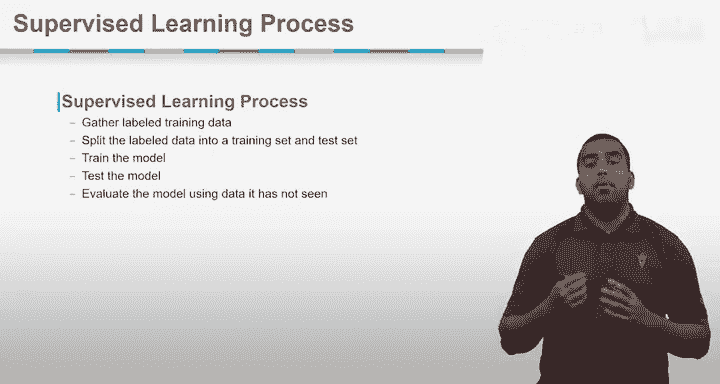 Supervised Learning Process
Supervised Learning Process
– Gather labeled training data
– Split the labeled data into a training set and test set
– Train the model
– Test the model
– Evaluate the model using data it has not seen